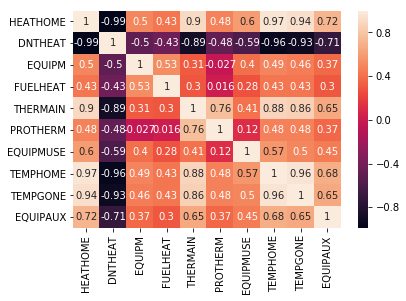 HEATHOME 1 -0.99 0.5 0.43 0.9 0.48 0.6 0.97 0.94 0.72
DNTHEAT -0.99 1 -0.5 -0.43 -0.89 -0.48 -0.59 -0.96 -0.93 -0.71
EQUIPM 0.5 -0.5 1 0.53 0.31 -0.027 0.4 0.49 0.46 0.37
FUELHEAT 0.43 -0.43 0.53 1 0.3 0.016 0.28 0.43 0.43 0.3
THERMAIN 0.9 -0.89 0.31 0.3 1 0.76 0.41 0.88 0.86 0.65
PROTHERM 0.48 -0.48 -0.027 0.016 0.76 1 0.12 0.48 0.48 0.37
EQUIPMUSE 0.6 -0.59 0.4 0.28 0.41 0.12 1 0.57 0.5 0.45
TEMPHOME 0.97 -0.96 0.49 0.43 0.88 0.48 0.57 1 0.96 0.68
TEMPGONE 0.94 -0.93 0.46 0.43 0.86 0.48 0.5 0.96 1 0.65
EQUIPAUX 0.72 -0.71 0.37 0.3 0.65 0.37 0.45 0.68 0.65 1
HEATHOME DNTHEAT EQUIPM FUELHEAT THERMAIN PROTHERM EQUIPMUSE TEMPHOME TEMPGONE EQUIPAUX
0.8
0.4
0.0
-0.4
-0.8